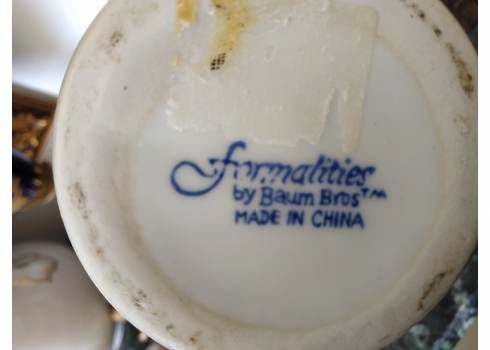 formalities
by Baum Bros™
MADE IN CHINA